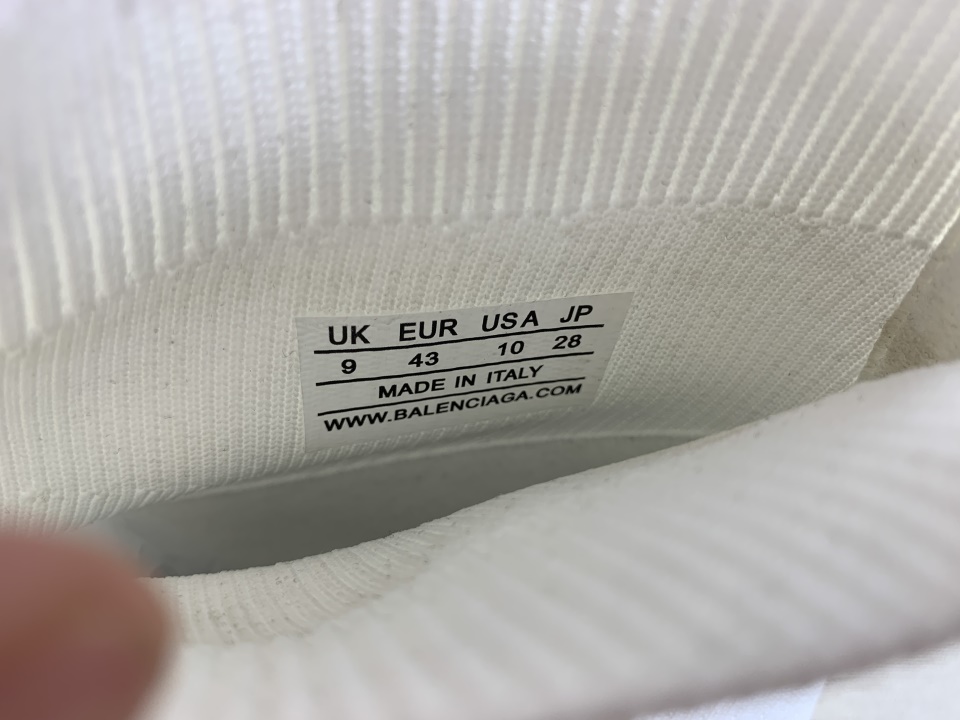 UK EUR USA JP
9 43 10 28
MADE IN ITALY
WWW.BALENCIAGA.COM